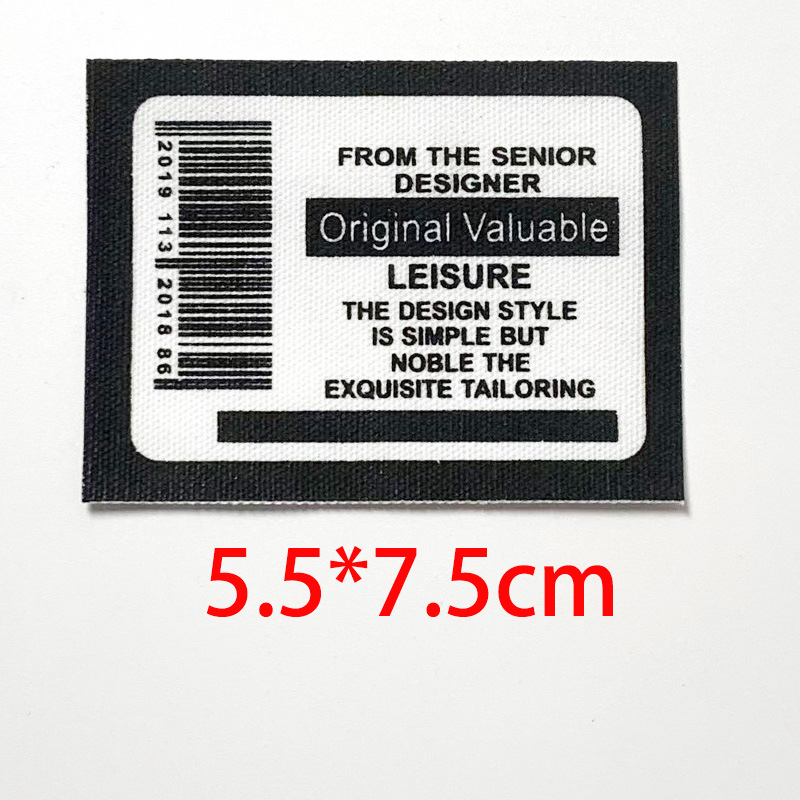 2019 113 2018 86
FROM THE SENIOR
DESIGNER
Original Valuable
LEISURE
THE DESIGN STYLE
IS SIMPLE BUT
NOBLE THE
EXQUISITE TAILORING
5.5*7.5cm